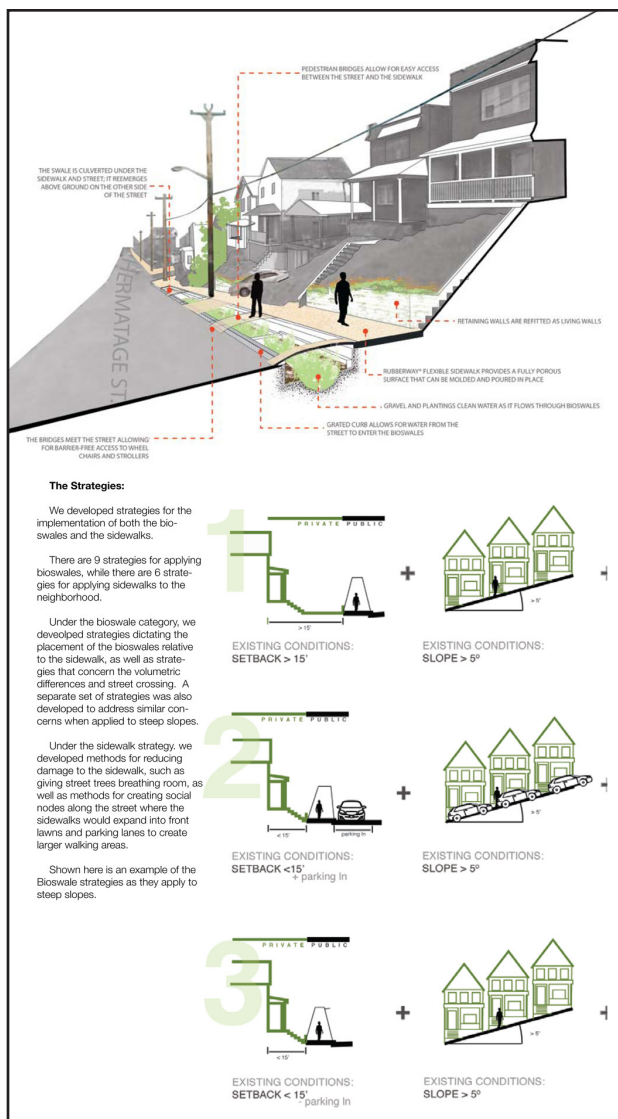 PEDESTRIAN BRIDGES ALLOW FOR EASY ACCESS
BETWEEN THE STREET AND THE SIDEWALK
THE SWALE IS CULVERTED UNDER THE
SIDEWALK AND STREET; IT REEMERGES
ABOVE GROUND ON THE OTHER SIDE
OF THE STREET
HERMATAGE ST.
RETAINING WALLS ARE REFITTED AS LIVING WALLS
RUBBERWAY® FLEXIBLE SIDEWALK PROVIDES A FULLY POROUS
SURFACE THAT CAN BE MOLDED AND POURED IN PLACE
GRAVEL AND PLANTINGS CLEAN WATER AS IT FLOWS THROUGH BIOSWALES
GRATED CURB ALLOWS FOR WATER FROM THE
STREET TO ENTER THE BIOSWALES
THE BRIDGES MEET THE STREET ALLOWING
FOR BARRIER-FREE ACCESS TO WHEEL
CHAIRS AND STROLLERS
The Strategies:
We developed strategies for the
implementation of both the bio-
swales and the sidewalks.
There are 9 strategies for applying
bioswales, while there are 6 strate-
gies for applying sidewalks to the
neighborhood.
Under the bioswale category, we
deveolped strategies dictating the
placement of the bioswales relative
to the sidewalk, as well as strate-
gies that concern the volumetric
differences and street crossing. A
separate set of strategies was also
developed to address similar con-
cerns when applied to steep slopes.
Under the sidewalk strategy. we
developed methods for reducing
damage to the sidewalk, such as
giving street trees breathing room, as
well as methods for creating social
nodes along the street where the
sidewalks would expand into front
lawns and parking lanes to create
larger walking areas.
Shown here is an example of the
Bioswale strategies as they apply to
steep slopes.
1
PRIVATE PUBLIC
> 15'
+
> 5'
+
EXISTING CONDITIONS:
SETBACK > 15'
EXISTING CONDITIONS:
SLOPE > 5º
2
PRIVATE PUBLIC
< 15'
parking ln
+
> 5'
+
EXISTING CONDITIONS:
SETBACK <15'
+ parking ln
EXISTING CONDITIONS:
SLOPE > 5º
3
PRIVATE PUBLIC
< 15'
+
> 5'
+
EXISTING CONDITIONS:
SETBACK < 15'
- parking ln
EXISTING CONDITIONS:
SLOPE > 5º